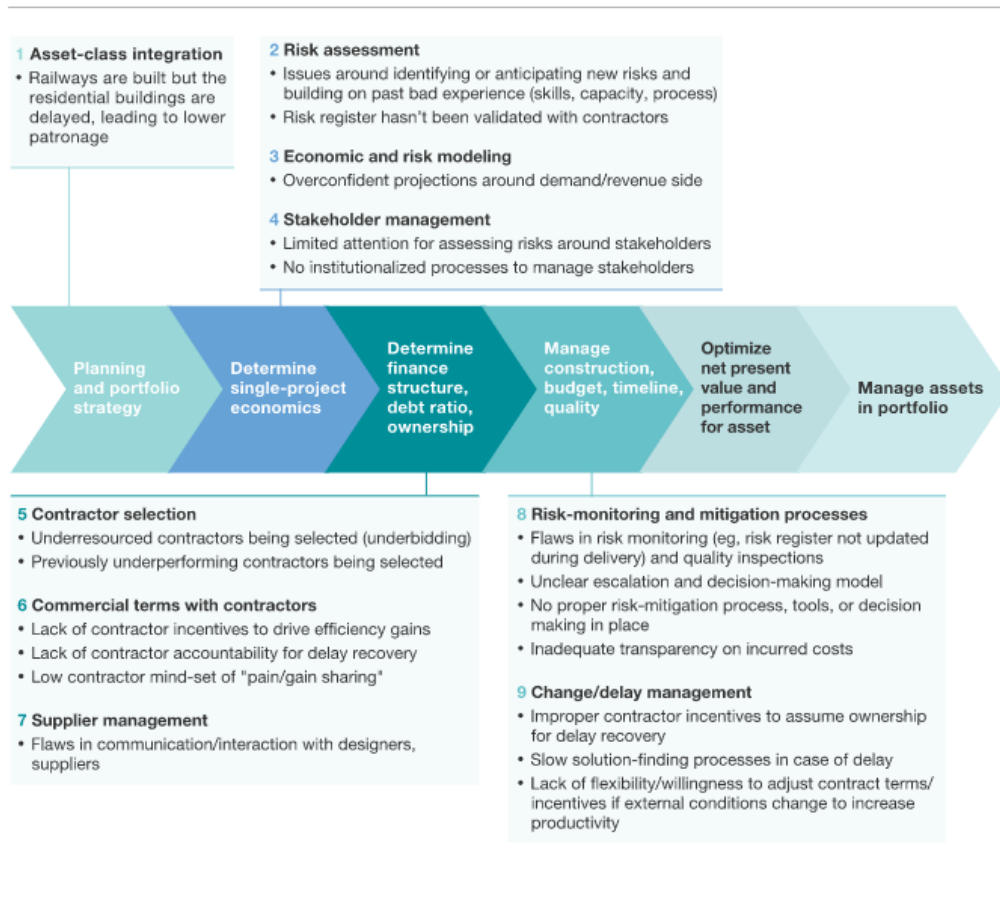 1 Asset-class integration
• Railways are built but the
residential buildings are
delayed, leading to lower
patronage
2 Risk assessment
• Issues around identifying or anticipating new risks and
building on past bad experience (skills, capacity, process)
• Risk register hasn't been validated with contractors
3 Economic and risk modeling
• Overconfident projections around demand/revenue side
4 Stakeholder management
• Limited attention for assessing risks around stakeholders
• No institutionalized processes to manage stakeholders
Planning
and portfolio
strategy
Determine
single-project
economics
Determine
finance
structure,
debt ratio,
ownership
Manage
construction,
budget, timeline,
quality
Optimize
net present
value and
performance
for asset
Manage assets
in portfolio
5 Contractor selection
• Underresourced contractors being selected (underbidding)
• Previously underperforming contractors being selected
6 Commercial terms with contractors
• Lack of contractor incentives to drive efficiency gains
• Lack of contractor accountability for delay recovery
• Low contractor mind-set of "pain/gain sharing"
7 Supplier management
• Flaws in communication/interaction with designers,
suppliers
8 Risk-monitoring and mitigation processes
• Flaws in risk monitoring (eg, risk register not updated
during delivery) and quality inspections
• Unclear escalation and decision-making model
• No proper risk-mitigation process, tools, or decision
making in place
• Inadequate transparency on incurred costs
9 Change/delay management
• Improper contractor incentives to assume ownership
for delay recovery
• Slow solution-finding processes in case of delay
• Lack of flexibility/willingness to adjust contract terms/
incentives if external conditions change to increase
productivity